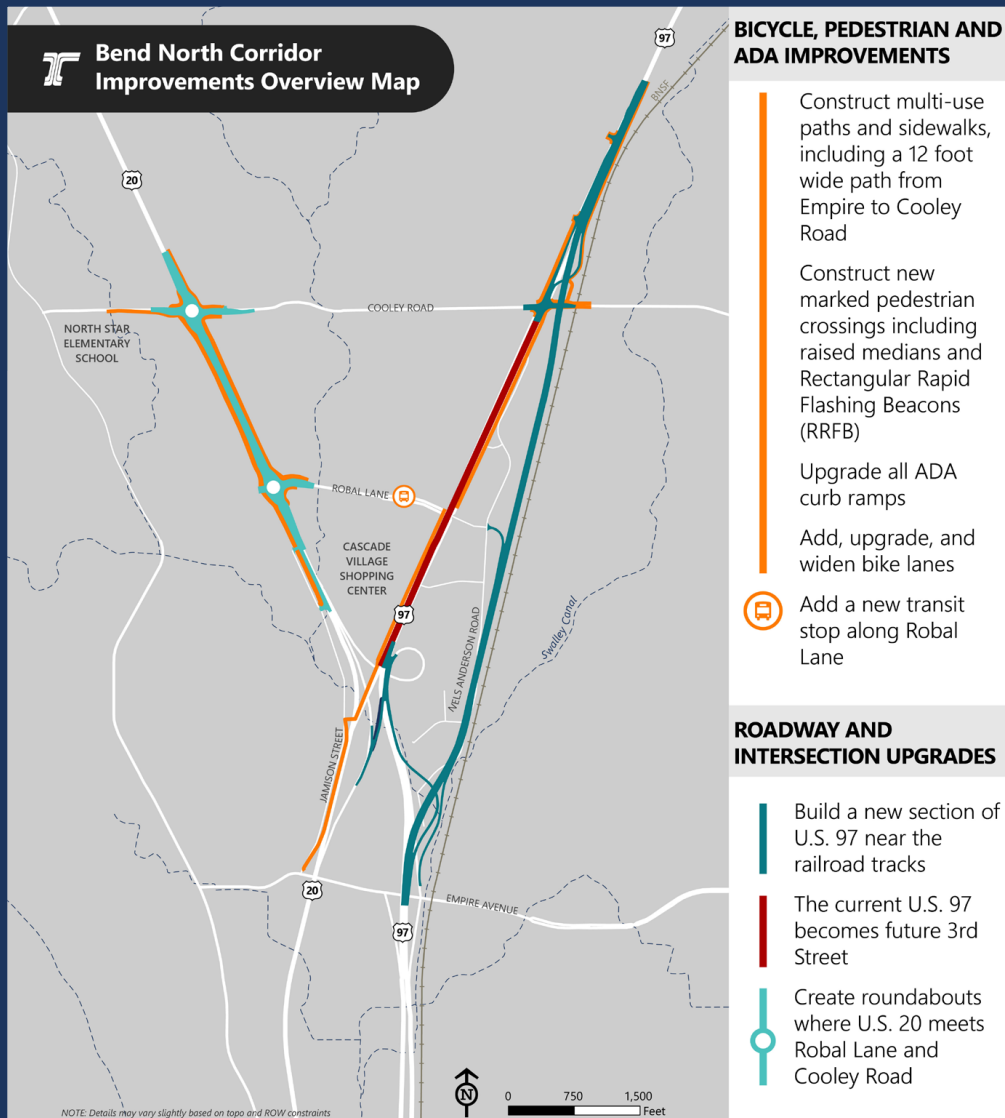 Bend North Corridor
Improvements Overview Map
97
BNSF
20
COOLEY ROAD
NORTH STAR
ELEMENTARY
SCHOOL
ROBAL LANE
CASCADE
VILLAGE
SHOPPING
CENTER
97
NELS ANDERSON ROAD
Swalley Canal
JAMISON STREET
20
EMPIRE AVENUE
97
N
0 750 1,500
Feet
NOTE: Details may vary slightly based on topo and ROW constraints
BICYCLE, PEDESTRIAN AND
ADA IMPROVEMENTS
Construct multi-use
paths and sidewalks,
including a 12 foot
wide path from
Empire to Cooley
Road
Construct new
marked pedestrian
crossings including
raised medians and
Rectangular Rapid
Flashing Beacons
(RRFB)
Upgrade all ADA
curb ramps
Add, upgrade, and
widen bike lanes
Add a new transit
stop along Robal
Lane
ROADWAY AND
INTERSECTION UPGRADES
Build a new section of
U.S. 97 near the
railroad tracks
The current U.S. 97
becomes future 3rd
Street
Create roundabouts
where U.S. 20 meets
Robal Lane and
Cooley Road